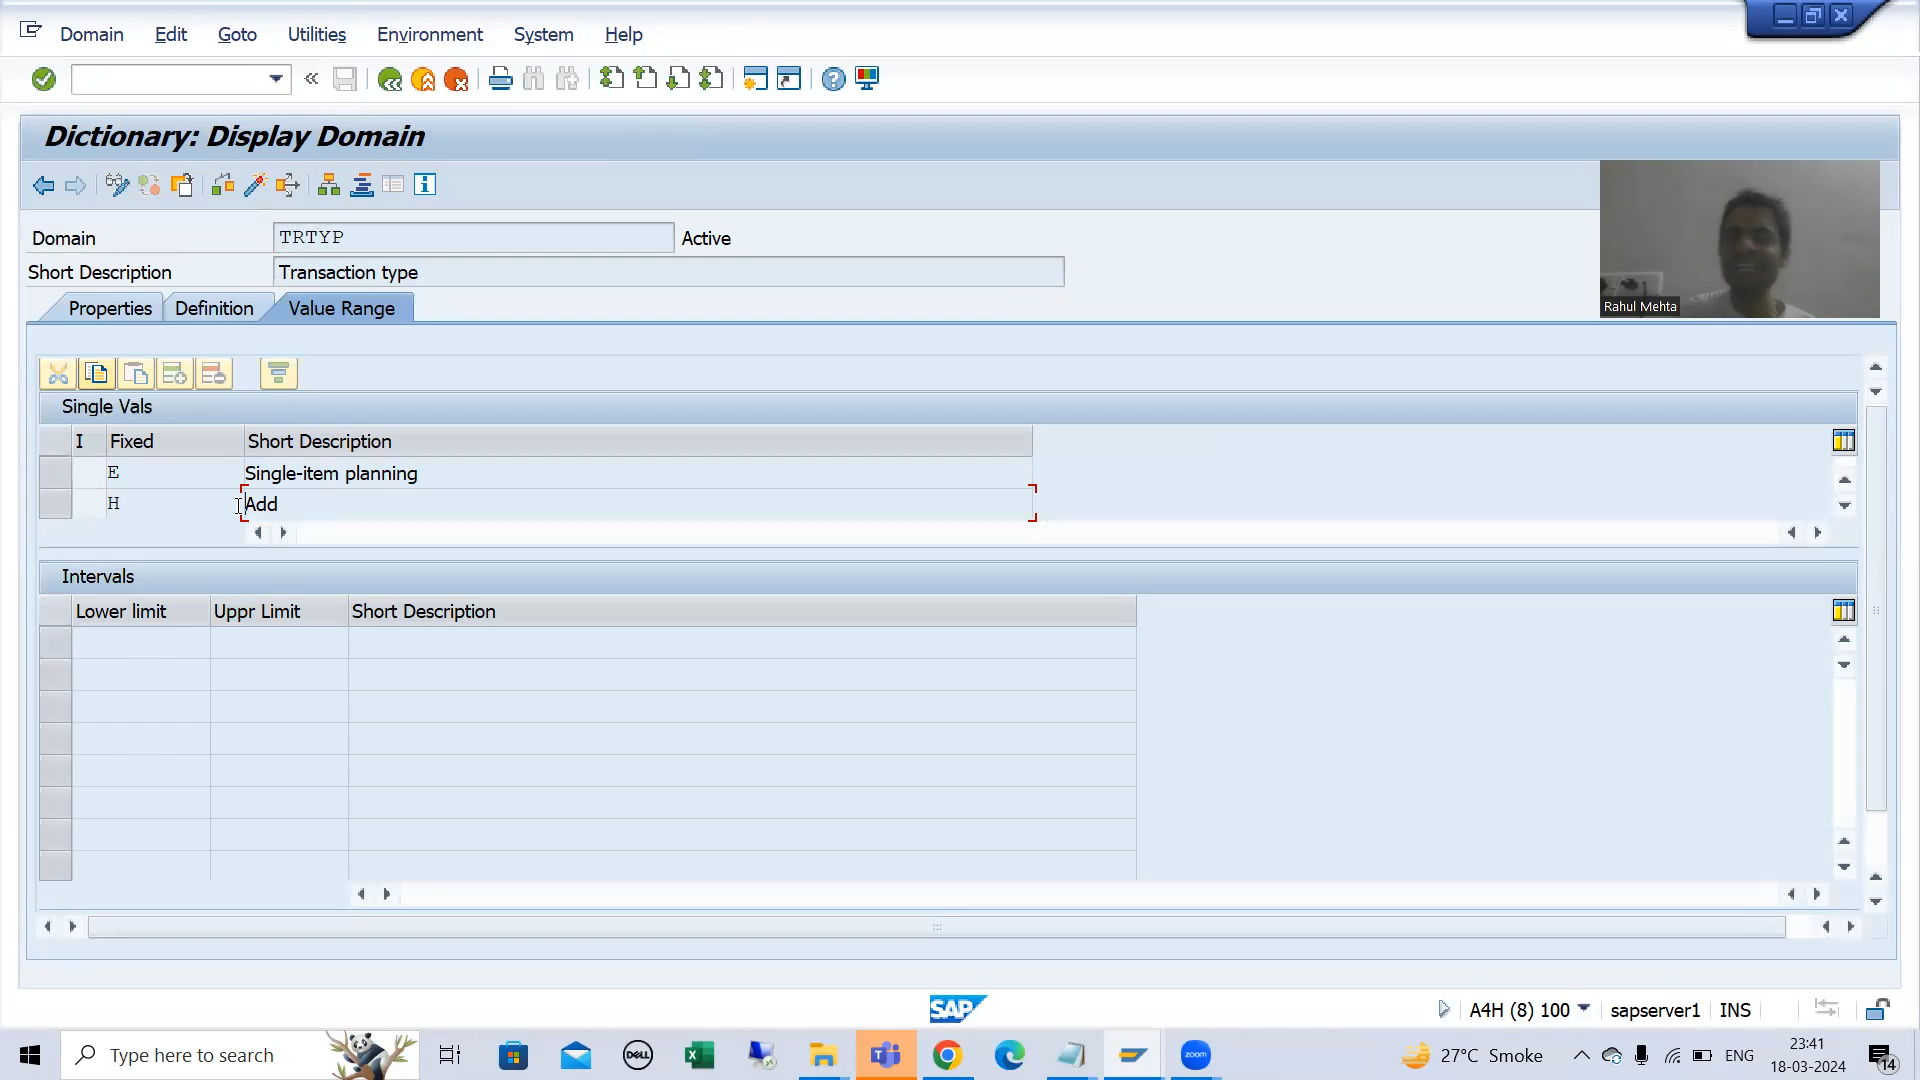 Domain Edit Goto Utilities Environment System Help
Dictionary: Display Domain
Domain TRTYP Active
Short Description Transaction type
Rahul Mehta
Properties Definition Value Range
Single Vals
I Fixed Short Description
E Single-item planning
H Add
Intervals
Lower limit Uppr Limit Short Description
SAP
A4H (8) 100 sapserver1 INS
Type here to search
DELL
zoom
27°C Smoke
ENG
23:41
18-03-2024
14